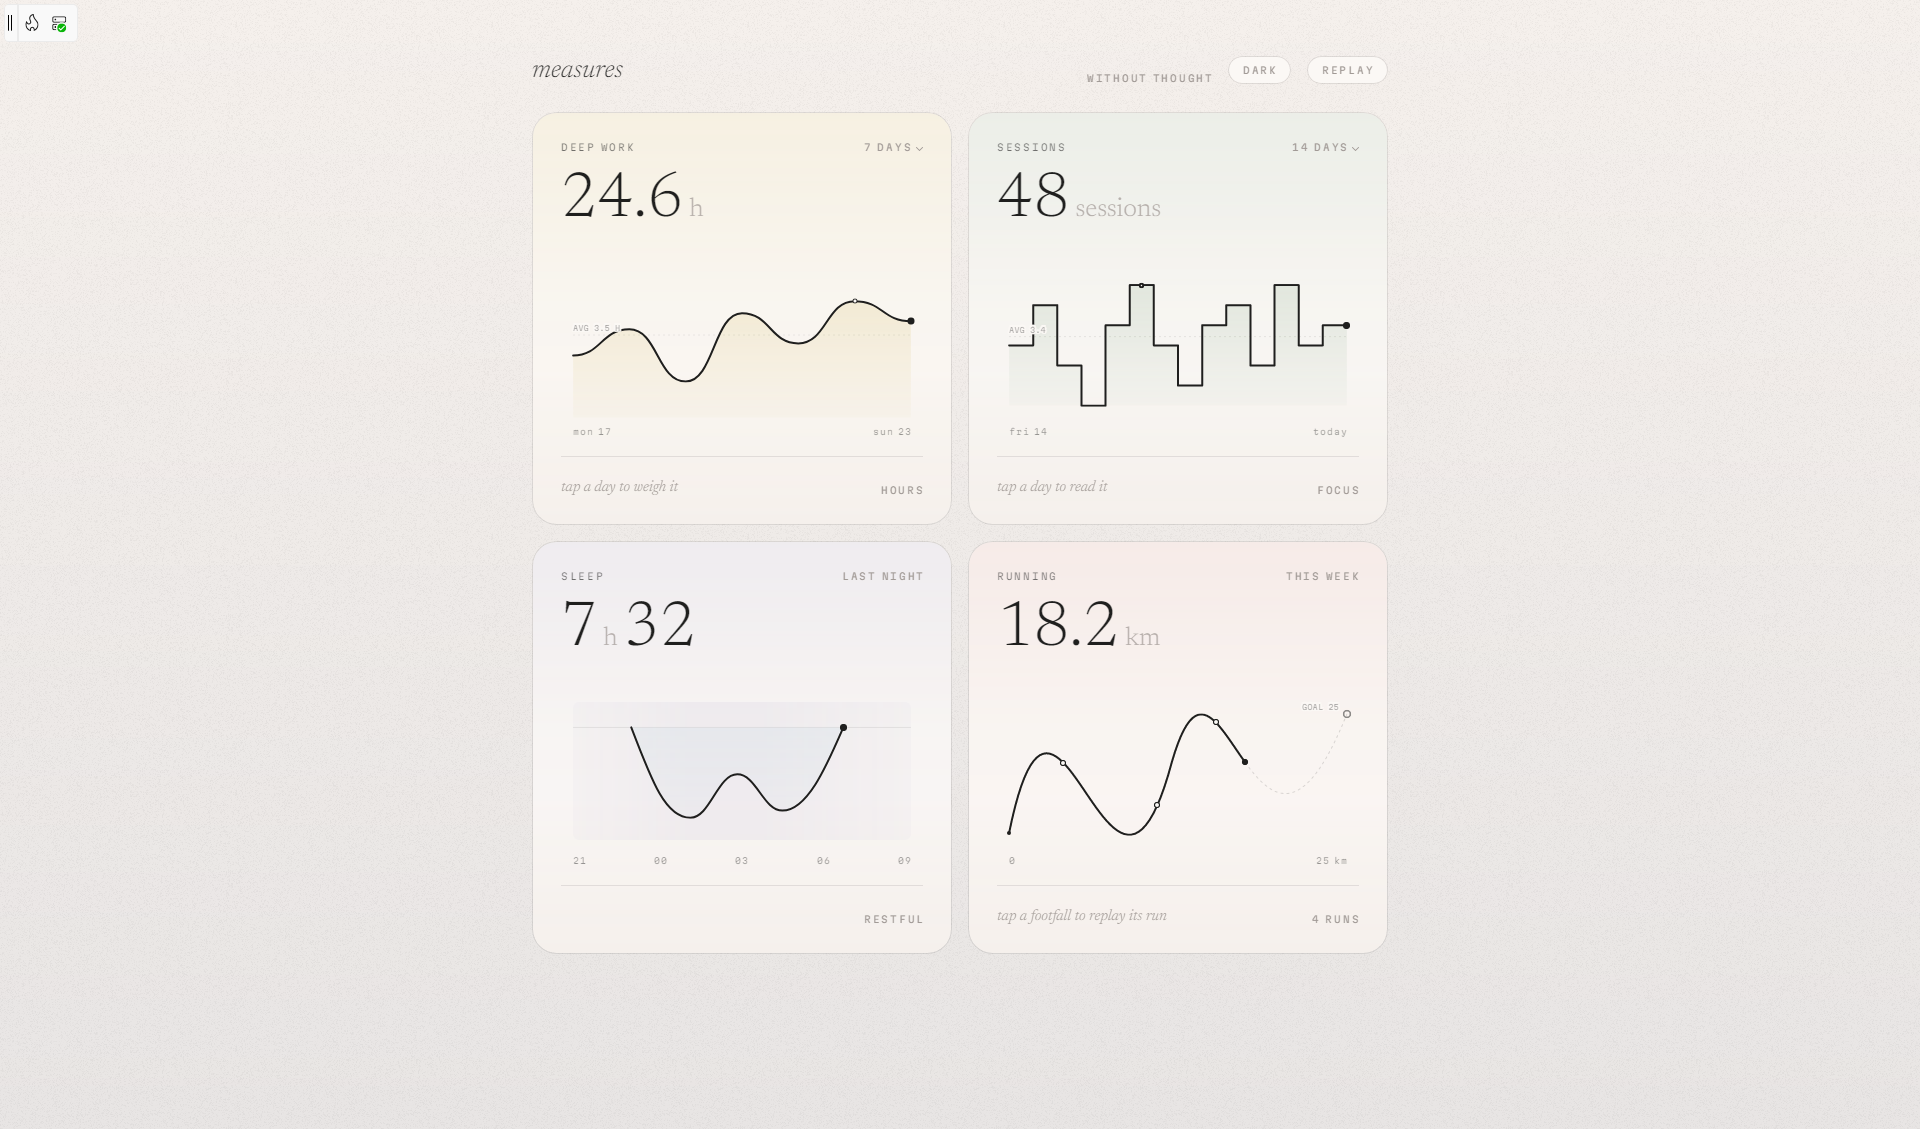 measures
WITHOUT THOUGHT
DARK
REPLAY
DEEP WORK
7 DAYS
24.6 h
AVG 3.5 H
mon 17
sun 23
tap a day to weigh it
HOURS
SESSIONS
14 DAYS
48 sessions
AVG 3.4
fri 14
today
tap a day to read it
FOCUS
SLEEP
LAST NIGHT
7 h 32
21 00 03 06 09
RESTFUL
RUNNING
THIS WEEK
18.2 km
GOAL 25
0
25 km
tap a footfall to replay its run
4 RUNS